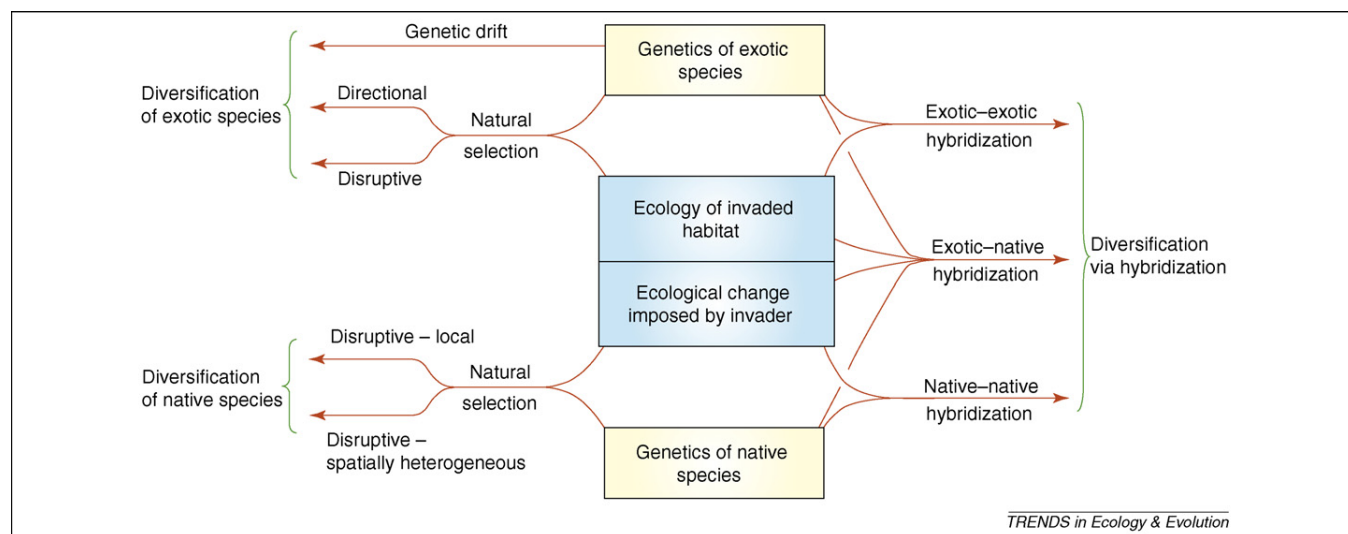 Genetic drift
Genetics of exotic
species
Diversification
of exotic species
Directional
Natural
selection
Disruptive
Exotic–exotic
hybridization
Ecology of invaded
habitat
Exotic–native
hybridization
Diversification
via hybridization
Ecological change
imposed by invader
Disruptive – local
Diversification
of native species
Natural
selection
Disruptive –
spatially heterogeneous
Native–native
hybridization
Genetics of native
species
TRENDS in Ecology & Evolution